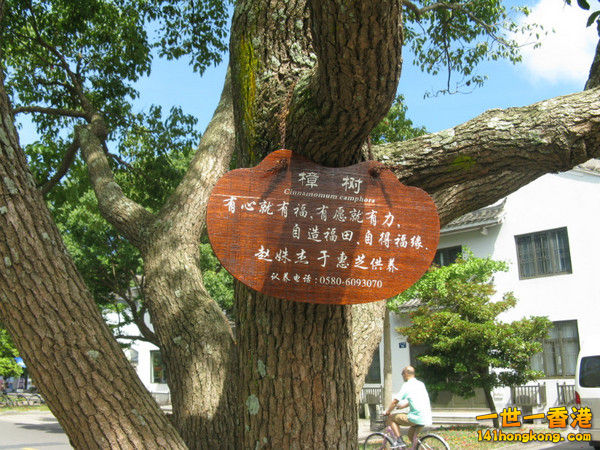 樟树
Cinnamomum camphora
有心就有福、有愿就有力、
自造福田、自得福缘、
赵妹杰 于惠芝供养
认养电话：0580-6093070
一世一香港
141hongkong.com